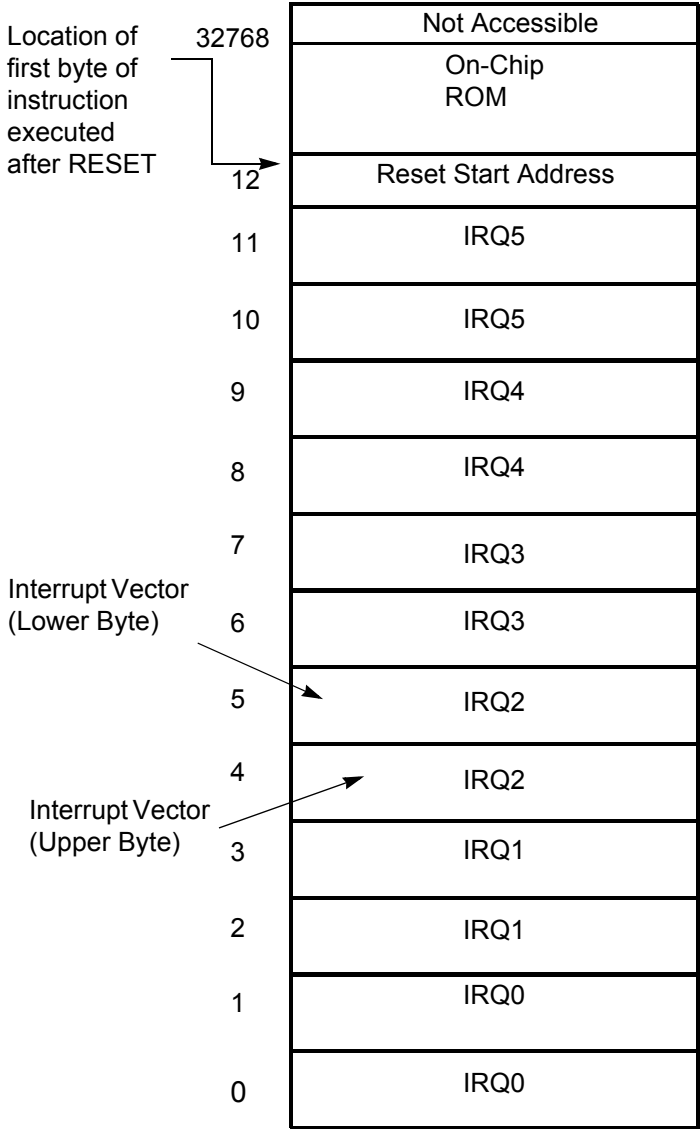 Location of
first byte of
instruction
executed
after RESET
32768
Not Accessible
On-Chip
ROM
12
Reset Start Address
11
IRQ5
10
IRQ5
9
IRQ4
8
IRQ4
7
IRQ3
Interrupt Vector
(Lower Byte)
6
IRQ3
5
IRQ2
4
IRQ2
Interrupt Vector
(Upper Byte)
3
IRQ1
2
IRQ1
1
IRQ0
0
IRQ0